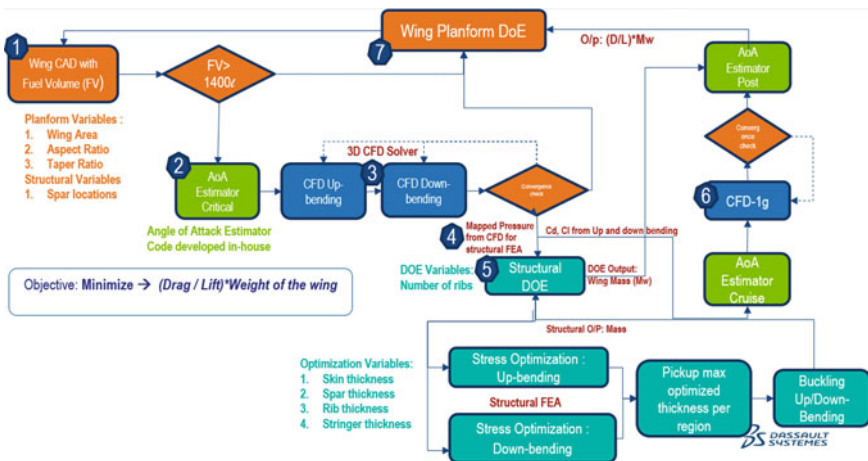 1
Wing CAD with
Fuel Volume (FV)
FV>
1400ℓ
7
Wing Planform DoE
O/p: (D/L)*Mw
AoA
Estimator
Post
Planform Variables :
1. Wing Area
2. Aspect Ratio
3. Taper Ratio
Structural Variables
1. Spar locations
2
AoA
Estimator
Critical
3D CFD Solver
CFD Up-
bending
3
CFD Down-
bending
Convergence
check
Converg
ence
check
6
CFD-1g
Angle of Attack Estimator
Code developed in-house
4
Mapped Pressure
from CFD for
structural FEA
Cd, Cl from Up and down bending
Objective: Minimize → (Drag / Lift)*Weight of the wing
DOE Variables:
Number of ribs
5
Structural
DOE
DOE Output:
Wing Mass (Mw)
AoA
Estimator
Cruise
Structural O/P: Mass
Optimization Variables:
1. Skin thickness
2. Spar thickness
3. Rib thickness
4. Stringer thickness
Stress Optimization :
Up-bending
Structural FEA
Stress Optimization :
Down-bending
Pickup max
optimized
thickness per
region
Buckling
Up/Down-
Bending
DASSAULT
SYSTEMES